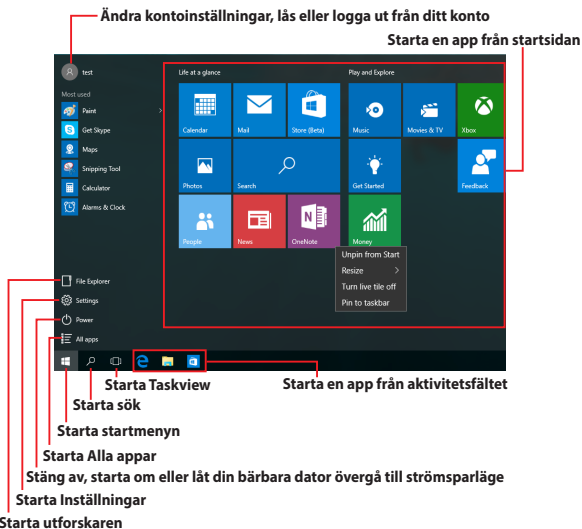 Ändra kontoinställningar, lås eller logga ut från ditt konto
Starta en app från startsidan
test
Most used
Paint
Get Skype
Maps
Snipping Tool
Calculator
Alarms & Clock
File Explorer
Settings
Power
All apps
Life at a glance
Play and Explore
Calendar
Mail
Store (Beta)
Music
Movies & TV
Xbox
Photos
Search
Get Started
Feedback
People
News
OneNote
Money
Unpin from Start
Resize
Turn live tile off
Pin to taskbar
Starta Taskview
Starta en app från aktivitetsfältet
Starta sök
Starta startmenyn
Starta Alla appar
Stäng av, starta om eller låt din bärbara dator övergå till strömsparläge
Starta Inställningar
Starta utforskaren